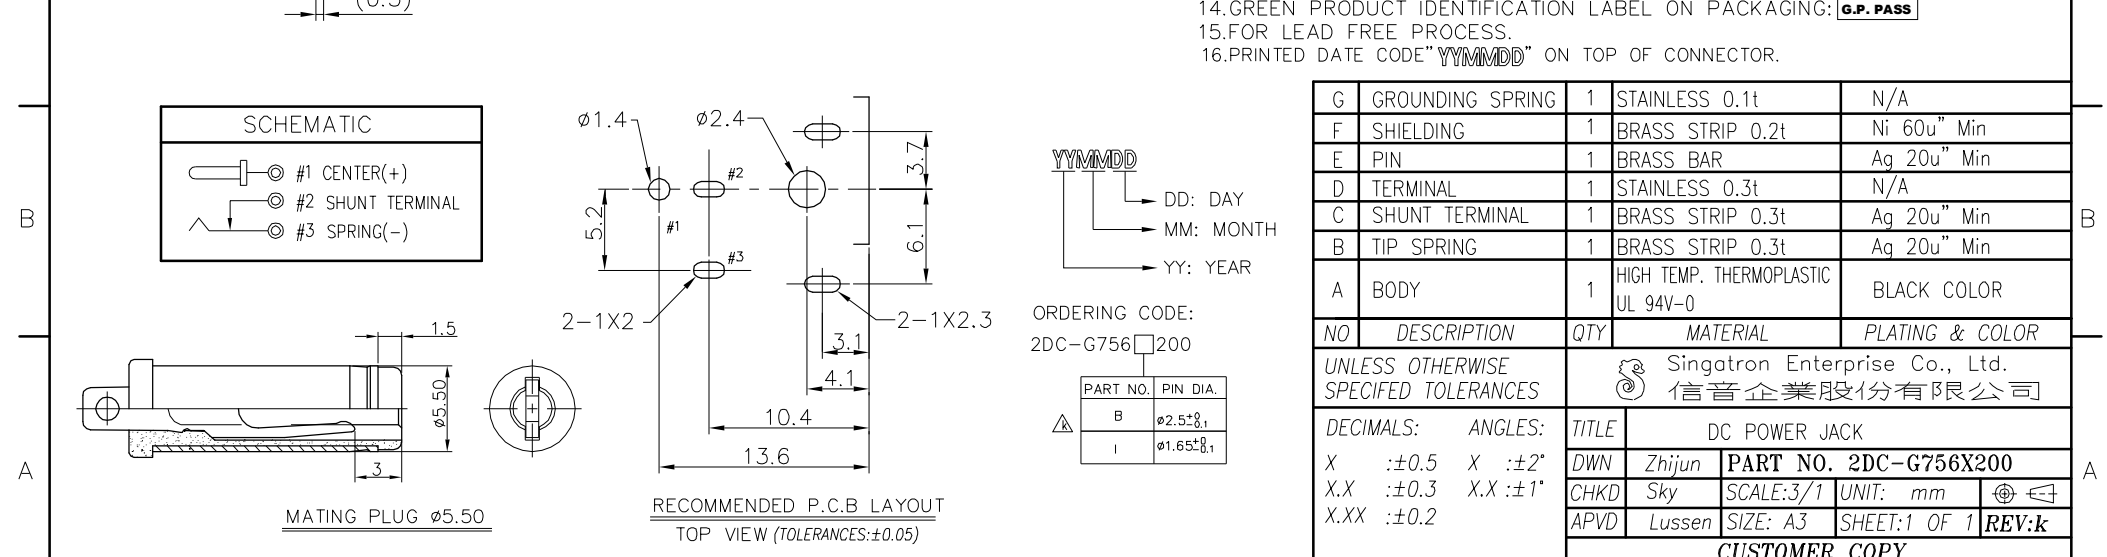 (0.5)
14.GREEN PRODUCT IDENTIFICATION LABEL ON PACKAGING: G.P. PASS
15.FOR LEAD FREE PROCESS.
16.PRINTED DATE CODE"YYMMDD" ON TOP OF CONNECTOR.
SCHEMATIC
#1 CENTER(+)
#2 SHUNT TERMINAL
#3 SPRING(-)
ø1.4
ø2.4
3.7
#2
5.2
#1
6.1
#3
2-1X2
2-1X2.3
3.1
4.1
10.4
13.6
RECOMMENDED P.C.B LAYOUT
TOP VIEW (TOLERANCES:±0.05)
1.5
ø5.50
3
MATING PLUG ø5.50
YYMMDD
DD: DAY
MM: MONTH
YY: YEAR
ORDERING CODE:
2DC-G756□200
PART NO. PIN DIA.
B ø2.5+0 -0.1
I ø1.65+0 -0.1
k
G GROUNDING SPRING 1 STAINLESS 0.1t N/A
F SHIELDING 1 BRASS STRIP 0.2t Ni 60u" Min
E PIN 1 BRASS BAR Ag 20u" Min
D TERMINAL 1 STAINLESS 0.3t N/A
C SHUNT TERMINAL 1 BRASS STRIP 0.3t Ag 20u" Min
B TIP SPRING 1 BRASS STRIP 0.3t Ag 20u" Min
A BODY 1 HIGH TEMP. THERMOPLASTIC UL 94V-0 BLACK COLOR
NO DESCRIPTION QTY MATERIAL PLATING & COLOR
UNLESS OTHERWISE
SPECIFED TOLERANCES
Singatron Enterprise Co., Ltd.
信音企業股份有限公司
DECIMALS: ANGLES:
X :±0.5 X :±2°
X.X :±0.3 X.X :±1°
X.XX :±0.2
TITLE DC POWER JACK
DWN Zhijun PART NO. 2DC-G756X200
CHKD Sky SCALE:3/1 UNIT: mm
APVD Lussen SIZE: A3 SHEET:1 OF 1 REV:k
CUSTOMER COPY
B
B
A
A